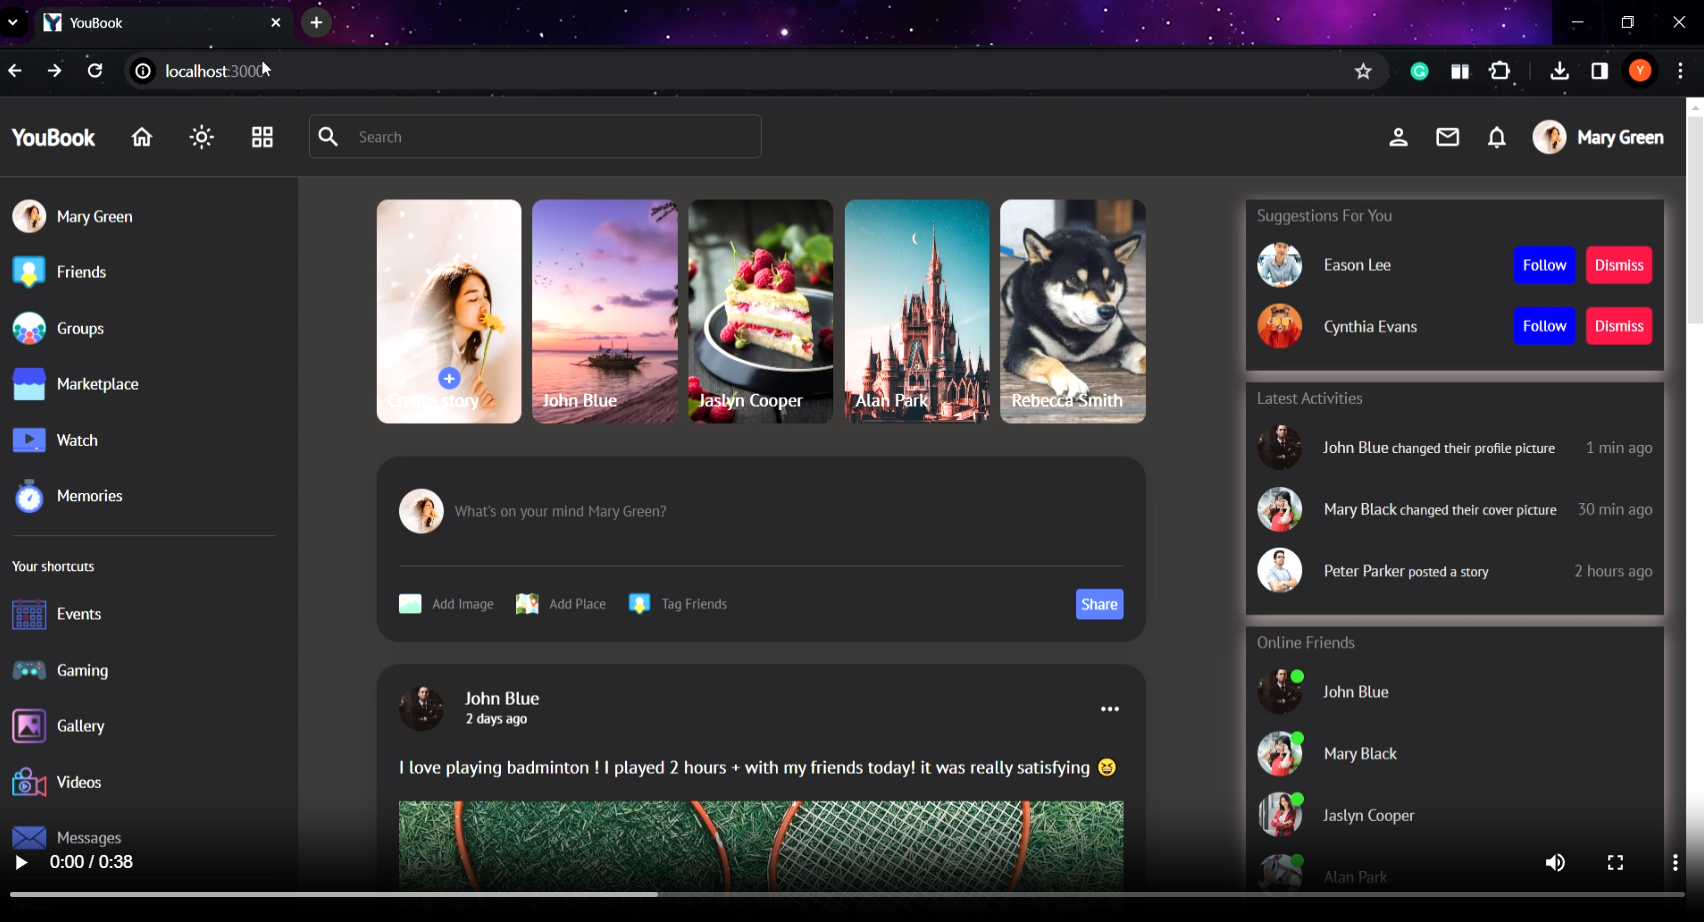 YouBook
localhost:3000
Y
YouBook
Search
Mary Green
Mary Green
Friends
Groups
Marketplace
Watch
Memories
Your shortcuts
Events
Gaming
Gallery
Videos
Messages
Create story
John Blue
Jaslyn Cooper
Alan Park
Rebecca Smith
What's on your mind Mary Green?
Add Image
Add Place
Tag Friends
Share
John Blue
2 days ago
I love playing badminton ! I played 2 hours + with my friends today! it was really satisfying 😆
Suggestions For You
Eason Lee Follow Dismiss
Cynthia Evans Follow Dismiss
Latest Activities
John Blue changed their profile picture 1 min ago
Mary Black changed their cover picture 30 min ago
Peter Parker posted a story 2 hours ago
Online Friends
John Blue
Mary Black
Jaslyn Cooper
Alan Park
0:00 / 0:38